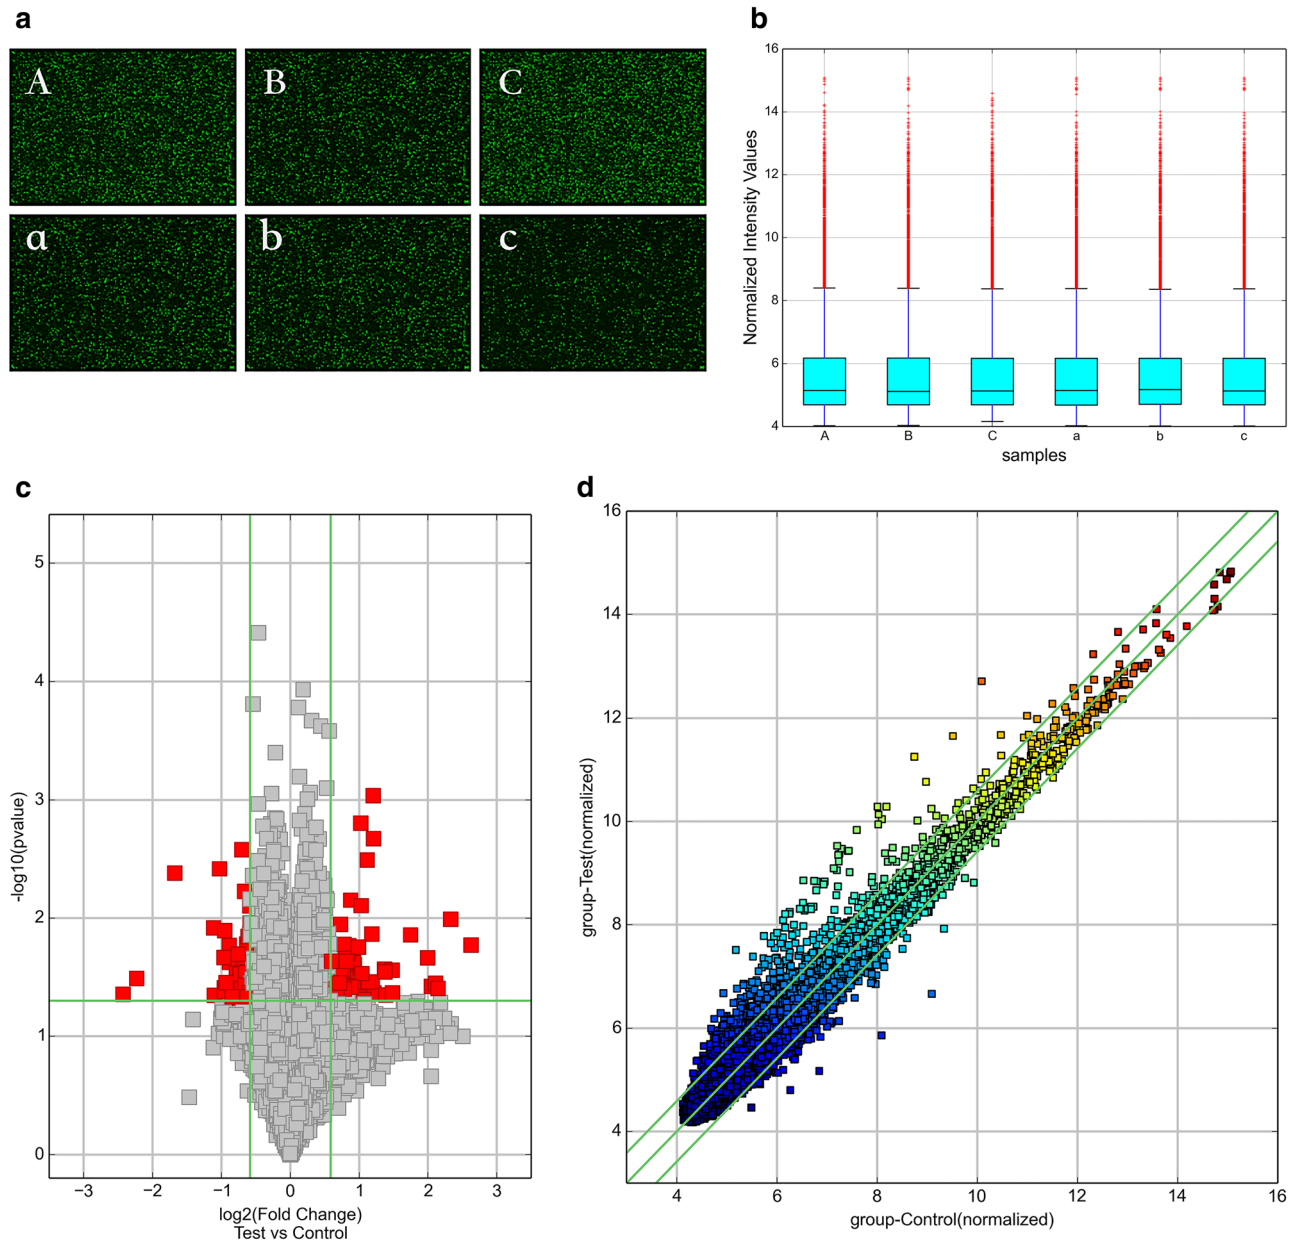 a
A
B
C
a
b
c
b
Normalized Intensity Values
16
14
12
10
8
6
4
A
B
C
a
b
c
samples
c
-log10(pvalue)
5
4
3
2
1
0
−3
−2
−1
0
1
2
3
log2(Fold Change)
Test vs Control
d
group-Test(normalized)
16
14
12
10
8
6
4
4
6
8
10
12
14
16
group-Control(normalized)